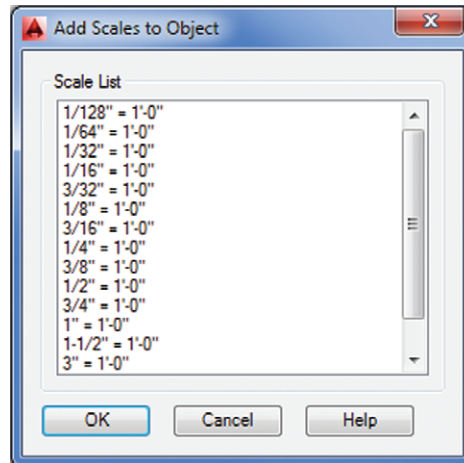 Add Scales to Object
Scale List
1/128" = 1'-0"
1/64" = 1'-0"
1/32" = 1'-0"
1/16" = 1'-0"
3/32" = 1'-0"
1/8" = 1'-0"
3/16" = 1'-0"
1/4" = 1'-0"
3/8" = 1'-0"
1/2" = 1'-0"
3/4" = 1'-0"
1" = 1'-0"
1-1/2" = 1'-0"
3" = 1'-0"
OK Cancel Help